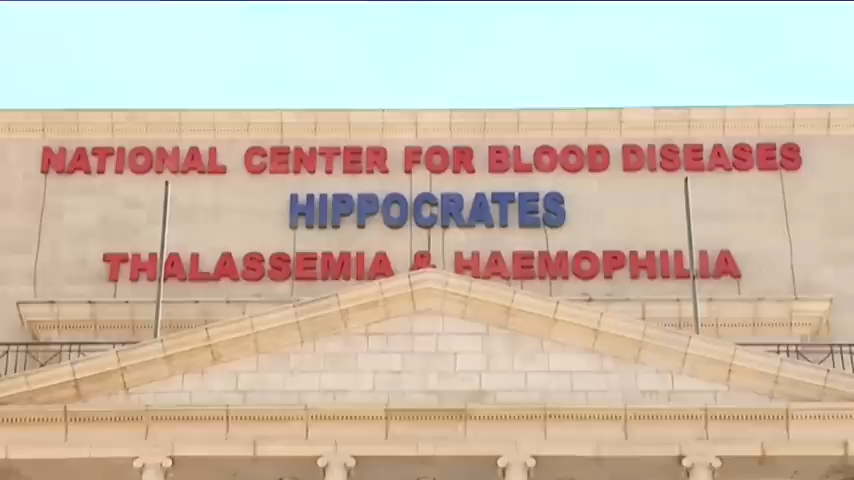 NATIONAL CENTER FOR BLOOD DISEASES
HIPPOCRATES
THALASSEMIA & HAEMOPHILIA